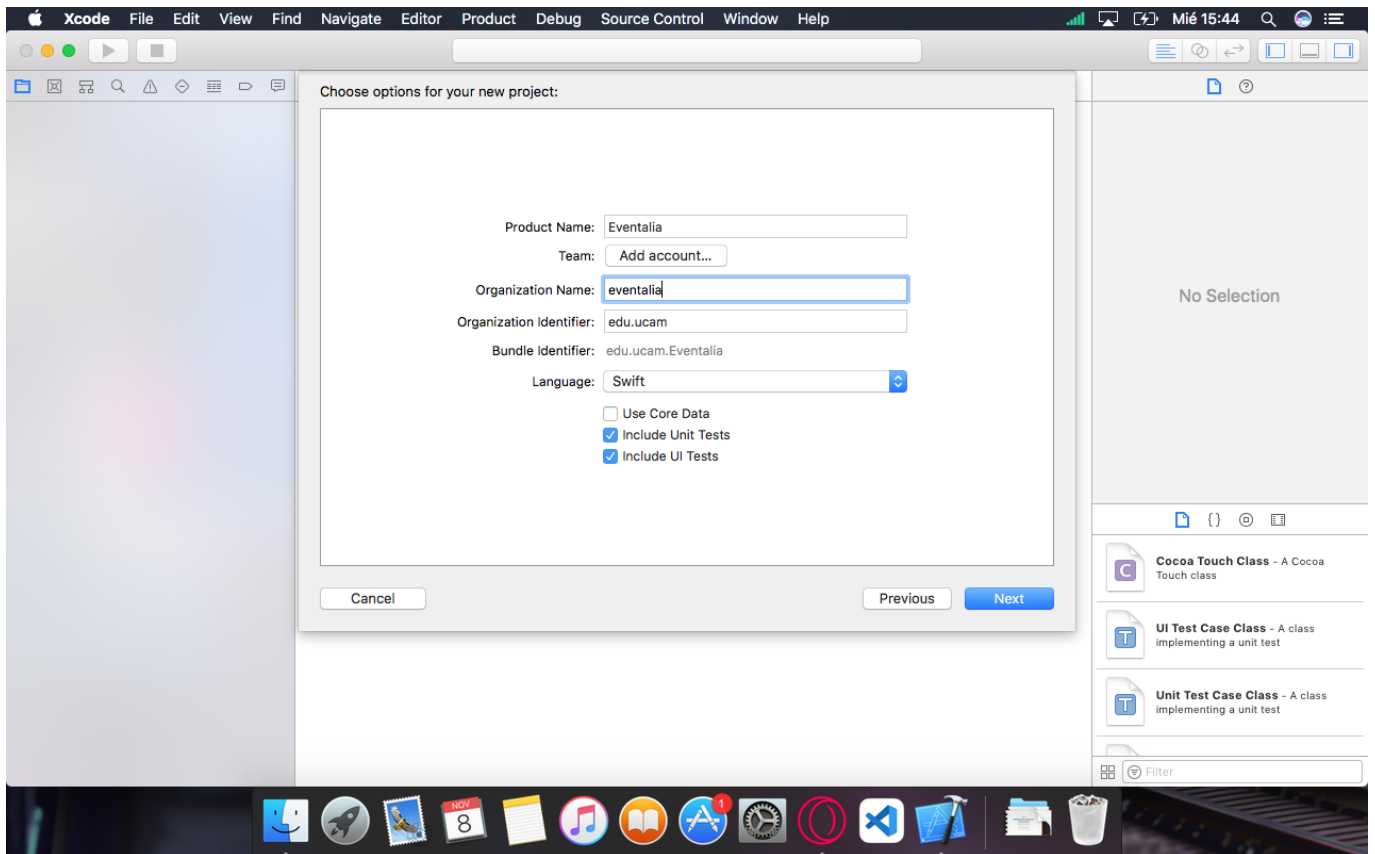 Xcode File Edit View Find Navigate Editor Product Debug Source Control Window Help Mié 15:44
Choose options for your new project:
Product Name: Eventalia
Team: Add account...
Organization Name: eventalia
Organization Identifier: edu.ucam
Bundle Identifier: edu.ucam.Eventalia
Language: Swift
Use Core Data
Include Unit Tests
Include UI Tests
Cancel Previous Next
No Selection
{}
C
Cocoa Touch Class - A Cocoa
Touch class
T
UI Test Case Class - A class
implementing a unit test
T
Unit Test Case Class - A class
implementing a unit test
Filter
NOV
8
1